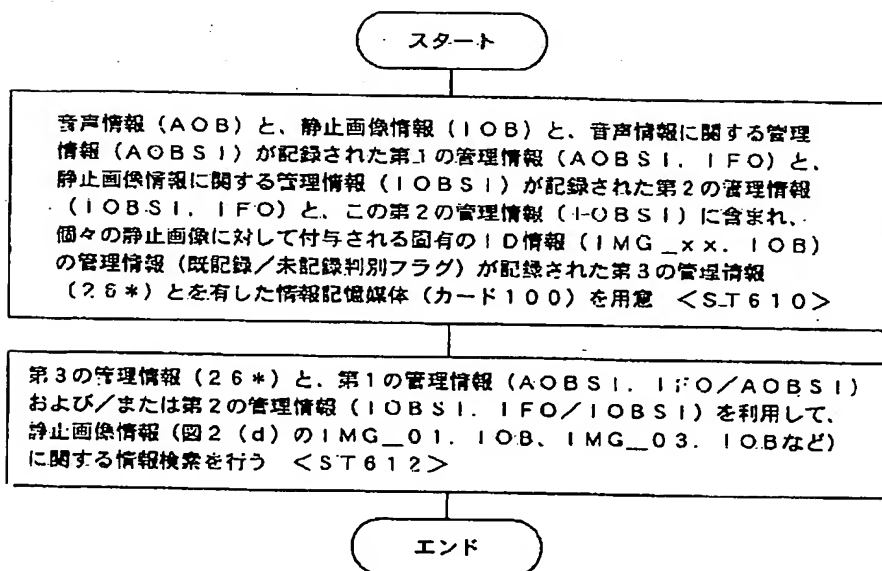 スタート
音声情報（AOB）と、静止画像情報（IOB）と、音声情報に関する管理
情報（AOBSI）が記録された第1の管理情報（AOBSI．IFO）と、
静止画像情報に関する管理情報（IOBSI）が記録された第2の管理情報
（IOBSI．IFO）と、この第2の管理情報（IOBSI）に含まれ、
個々の静止画像に対して付与される固有のID情報（IMG_xx．IOB）
の管理情報（既記録／未記録判別フラグ）が記録された第3の管理情報
（26*）とを有した情報記憶媒体（カード100）を用意 ＜ST610＞
第3の管理情報（26*）と、第1の管理情報（AOBSI．IFO／AOBSI）
および／または第2の管理情報（IOBSI．IFO／IOBSI）を利用して、
静止画像情報（図2（d）のIMG__01．IOB、IMG__03．IOBなど）
に関する情報検索を行う ＜ST612＞
エンド